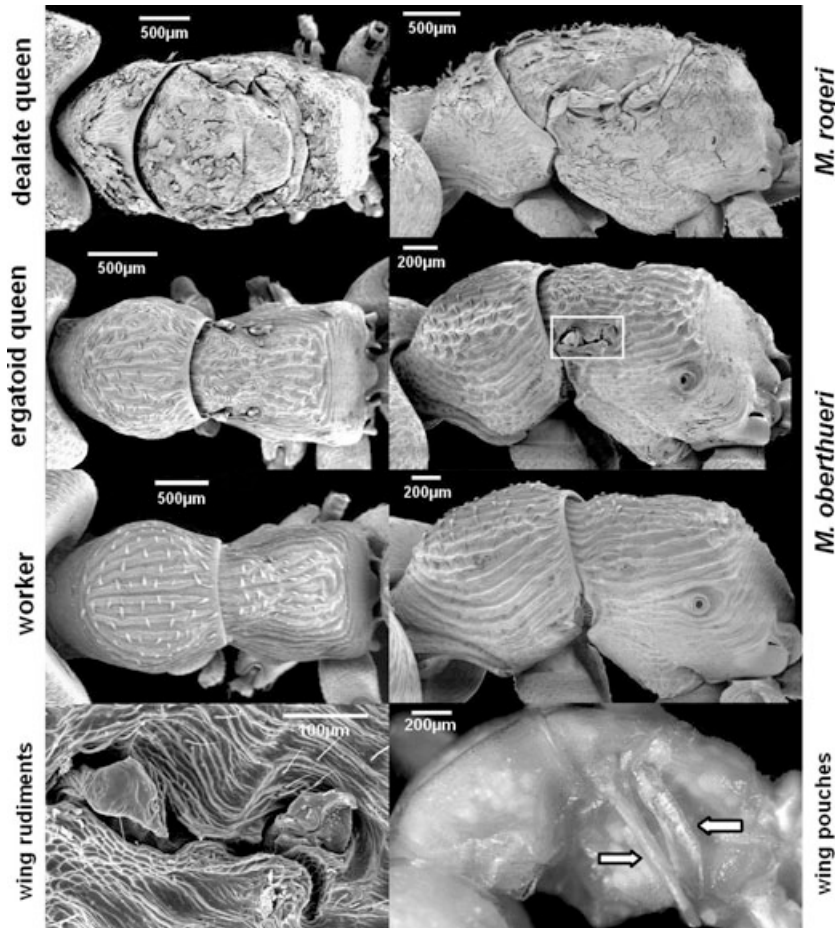 dealate queen
500µm
500µm
M. rogeri
ergatoid queen
500µm
200µm
M. oberthueri
worker
500µm
200µm
wing rudiments
100µm
200µm
wing pouches